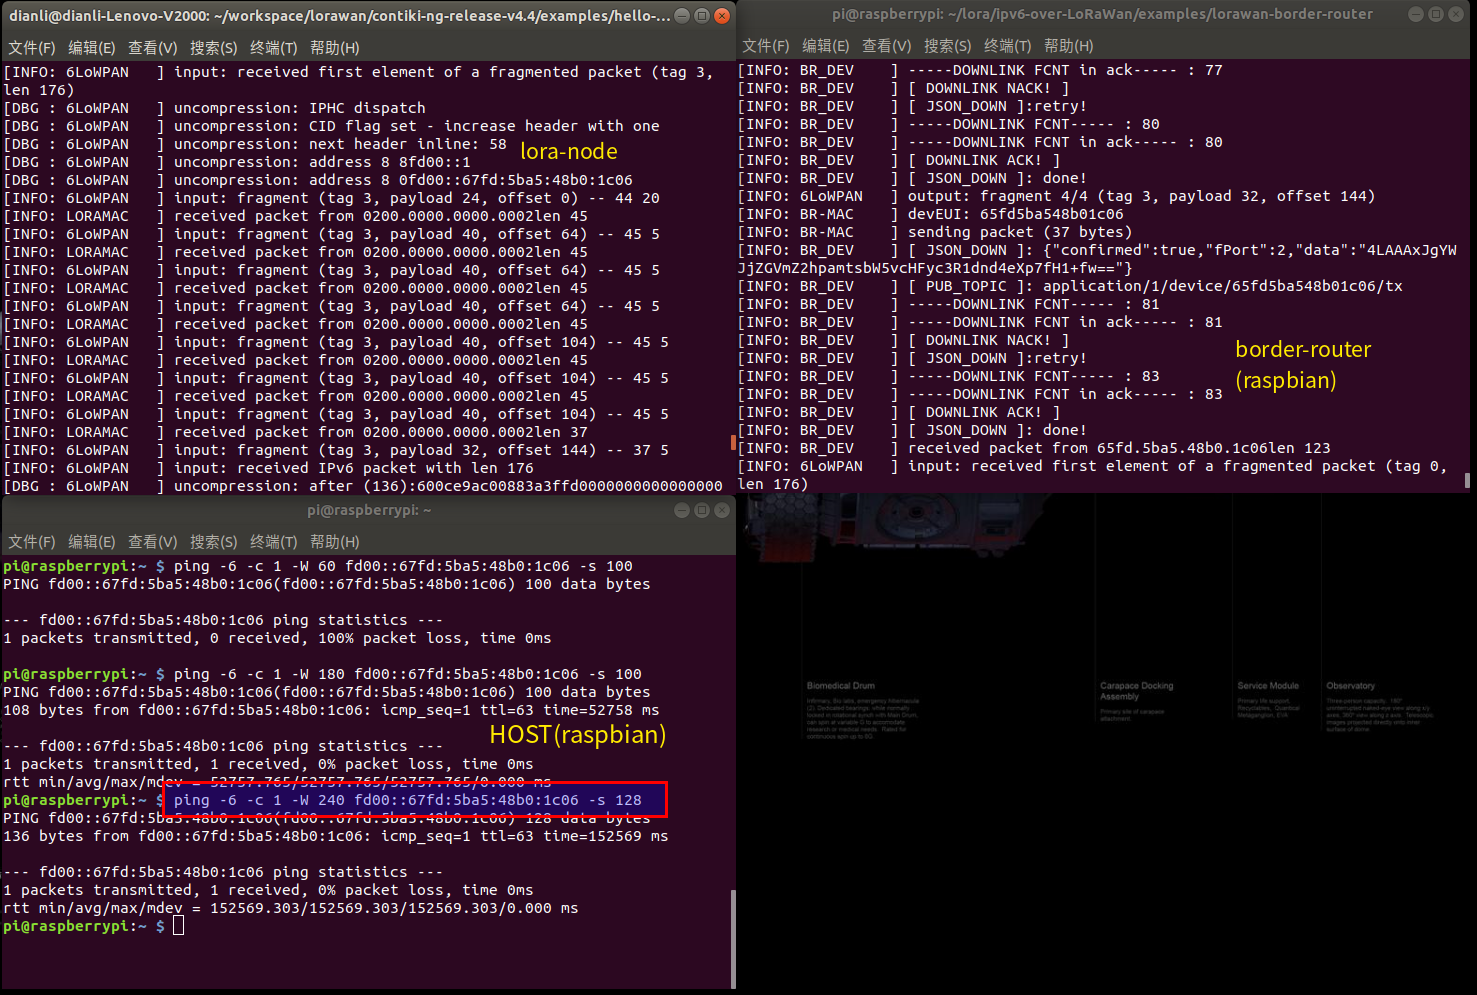 dianli@dianli-Lenovo-V2000: ~/workspace/lorawan/contiki-ng-release-v4.4/examples/hello-...
文件(F) 编辑(E) 查看(V) 搜索(S) 终端(T) 帮助(H)
[INFO: 6LoWPAN   ] input: received first element of a fragmented packet (tag 3,
len 176)
[DBG : 6LoWPAN   ] uncompression: IPHC dispatch
[DBG : 6LoWPAN   ] uncompression: CID flag set - increase header with one
[DBG : 6LoWPAN   ] uncompression: next header inline: 58
[DBG : 6LoWPAN   ] uncompression: address 8 8fd00::1
[DBG : 6LoWPAN   ] uncompression: address 8 0fd00::67fd:5ba5:48b0:1c06
[INFO: 6LoWPAN   ] input: fragment (tag 3, payload 24, offset 0) -- 44 20
[INFO: LORAMAC   ] received packet from 0200.0000.0000.0002len 45
[INFO: 6LoWPAN   ] input: fragment (tag 3, payload 40, offset 64) -- 45 5
[INFO: LORAMAC   ] received packet from 0200.0000.0000.0002len 45
[INFO: 6LoWPAN   ] input: fragment (tag 3, payload 40, offset 64) -- 45 5
[INFO: LORAMAC   ] received packet from 0200.0000.0000.0002len 45
[INFO: 6LoWPAN   ] input: fragment (tag 3, payload 40, offset 64) -- 45 5
[INFO: LORAMAC   ] received packet from 0200.0000.0000.0002len 45
[INFO: 6LoWPAN   ] input: fragment (tag 3, payload 40, offset 104) -- 45 5
[INFO: LORAMAC   ] received packet from 0200.0000.0000.0002len 45
[INFO: 6LoWPAN   ] input: fragment (tag 3, payload 40, offset 104) -- 45 5
[INFO: LORAMAC   ] received packet from 0200.0000.0000.0002len 45
[INFO: 6LoWPAN   ] input: fragment (tag 3, payload 40, offset 104) -- 45 5
[INFO: LORAMAC   ] received packet from 0200.0000.0000.0002len 37
[INFO: 6LoWPAN   ] input: fragment (tag 3, payload 32, offset 144) -- 37 5
[INFO: 6LoWPAN   ] input: received IPv6 packet with len 176
[DBG : 6LoWPAN   ] uncompression: after (136):600ce9ac00883a3ffd0000000000000000
lora-node
pi@raspberrypi: ~/lora/ipv6-over-LoRaWan/examples/lorawan-border-router
文件(F) 编辑(E) 查看(V) 搜索(S) 终端(T) 帮助(H)
[INFO: BR_DEV    ] -----DOWNLINK FCNT in ack----- : 77
[INFO: BR_DEV    ] [ DOWNLINK NACK! ]
[INFO: BR_DEV    ] [ JSON_DOWN ]:retry!
[INFO: BR_DEV    ] -----DOWNLINK FCNT----- : 80
[INFO: BR_DEV    ] -----DOWNLINK FCNT in ack----- : 80
[INFO: BR_DEV    ] [ DOWNLINK ACK! ]
[INFO: BR_DEV    ] [ JSON_DOWN ]: done!
[INFO: 6LoWPAN   ] output: fragment 4/4 (tag 3, payload 32, offset 144)
[INFO: BR-MAC    ] devEUI: 65fd5ba548b01c06
[INFO: BR-MAC    ] sending packet (37 bytes)
[INFO: BR_DEV    ] [ JSON_DOWN ]: {"confirmed":true,"fPort":2,"data":"4LAAAxJgYW
JjZGVmZ2hpamtsbW5vcHFyc3R1dnd4eXp7fH1+fw=="}
[INFO: BR_DEV    ] [ PUB_TOPIC ]: application/1/device/65fd5ba548b01c06/tx
[INFO: BR_DEV    ] -----DOWNLINK FCNT----- : 81
[INFO: BR_DEV    ] -----DOWNLINK FCNT in ack----- : 81
[INFO: BR_DEV    ] [ DOWNLINK NACK! ]
[INFO: BR_DEV    ] [ JSON_DOWN ]:retry!
[INFO: BR_DEV    ] -----DOWNLINK FCNT----- : 83
[INFO: BR_DEV    ] -----DOWNLINK FCNT in ack----- : 83
[INFO: BR_DEV    ] [ DOWNLINK ACK! ]
[INFO: BR_DEV    ] [ JSON_DOWN ]: done!
[INFO: BR_DEV    ] received packet from 65fd.5ba5.48b0.1c06len 123
[INFO: 6LoWPAN   ] input: received first element of a fragmented packet (tag 0,
len 176)
border-router
(raspbian)
pi@raspberrypi: ~
文件(F) 编辑(E) 查看(V) 搜索(S) 终端(T) 帮助(H)
pi@raspberrypi:~ $ ping -6 -c 1 -W 60 fd00::67fd:5ba5:48b0:1c06 -s 100
PING fd00::67fd:5ba5:48b0:1c06(fd00::67fd:5ba5:48b0:1c06) 100 data bytes
--- fd00::67fd:5ba5:48b0:1c06 ping statistics ---
1 packets transmitted, 0 received, 100% packet loss, time 0ms
pi@raspberrypi:~ $ ping -6 -c 1 -W 180 fd00::67fd:5ba5:48b0:1c06 -s 100
PING fd00::67fd:5ba5:48b0:1c06(fd00::67fd:5ba5:48b0:1c06) 100 data bytes
108 bytes from fd00::67fd:5ba5:48b0:1c06: icmp_seq=1 ttl=63 time=52758 ms
--- fd00::67fd:5ba5:48b0:1c06 ping statistics ---
1 packets transmitted, 1 received, 0% packet loss, time 0ms
rtt min/avg/max/mdev = 52757.765/52757.765/52757.765/0.000 ms
pi@raspberrypi:~ $ ping -6 -c 1 -W 240 fd00::67fd:5ba5:48b0:1c06 -s 128
PING fd00::67fd:5ba5:48b0:1c06(fd00::67fd:5ba5:48b0:1c06) 128 data bytes
136 bytes from fd00::67fd:5ba5:48b0:1c06: icmp_seq=1 ttl=63 time=152569 ms
--- fd00::67fd:5ba5:48b0:1c06 ping statistics ---
1 packets transmitted, 1 received, 0% packet loss, time 0ms
rtt min/avg/max/mdev = 152569.303/152569.303/152569.303/0.000 ms
pi@raspberrypi:~ $
HOST(raspbian)
Biomedical Drum
Carapace Docking
Assembly
Primary site of carapace
attachment
Service Module
Primary life support,
Observatory